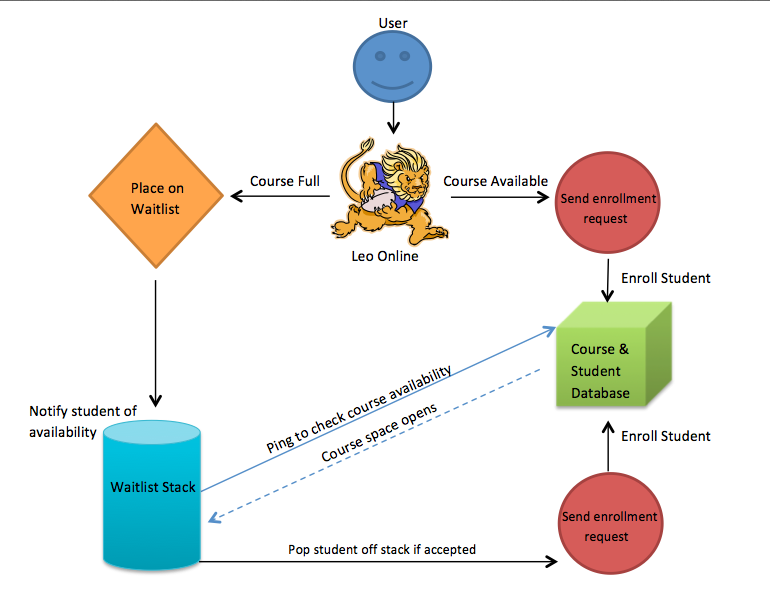 User
Place on
Waitlist
Course Full
Course Available
Send enrollment
request
Leo Online
Enroll Student
Course &
Student
Database
Notify student of
availability
Ping to check course availability
Course space opens
Enroll Student
Waitlist Stack
Send enrollment
request
Pop student off stack if accepted